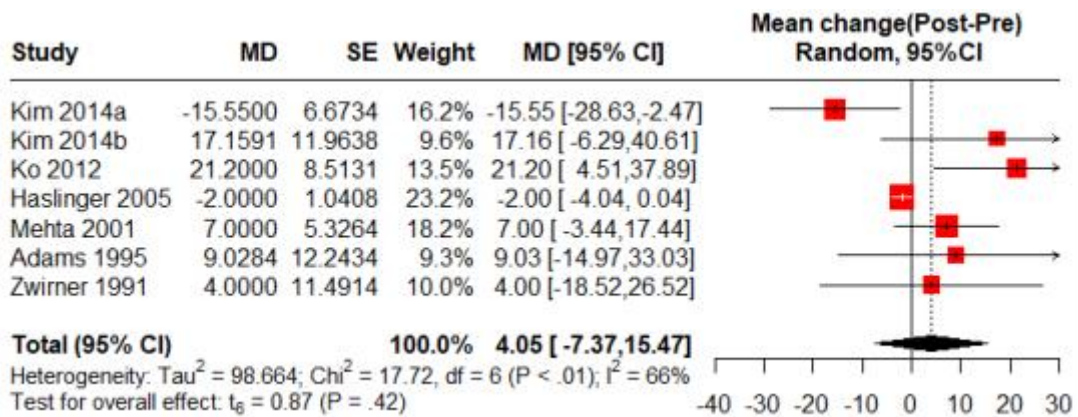 Mean change(Post-Pre)
Study MD SE Weight MD [95% CI] Random, 95%CI
Kim 2014a -15.5500 6.6734 16.2% -15.55 [-28.63,-2.47]
Kim 2014b 17.1591 11.9638 9.6% 17.16 [ -6.29,40.61]
Ko 2012 21.2000 8.5131 13.5% 21.20 [ 4.51,37.89]
Haslinger 2005 -2.0000 1.0408 23.2% -2.00 [ -4.04, 0.04]
Mehta 2001 7.0000 5.3264 18.2% 7.00 [ -3.44,17.44]
Adams 1995 9.0284 12.2434 9.3% 9.03 [-14.97,33.03]
Zwirner 1991 4.0000 11.4914 10.0% 4.00 [-18.52,26.52]
Total (95% CI) 100.0% 4.05 [ -7.37,15.47]
Heterogeneity: Tau² = 98.664; Chi² = 17.72, df = 6 (P < .01); I² = 66%
Test for overall effect: t₆ = 0.87 (P = .42)
-40 -30 -20 -10 0 10 20 30